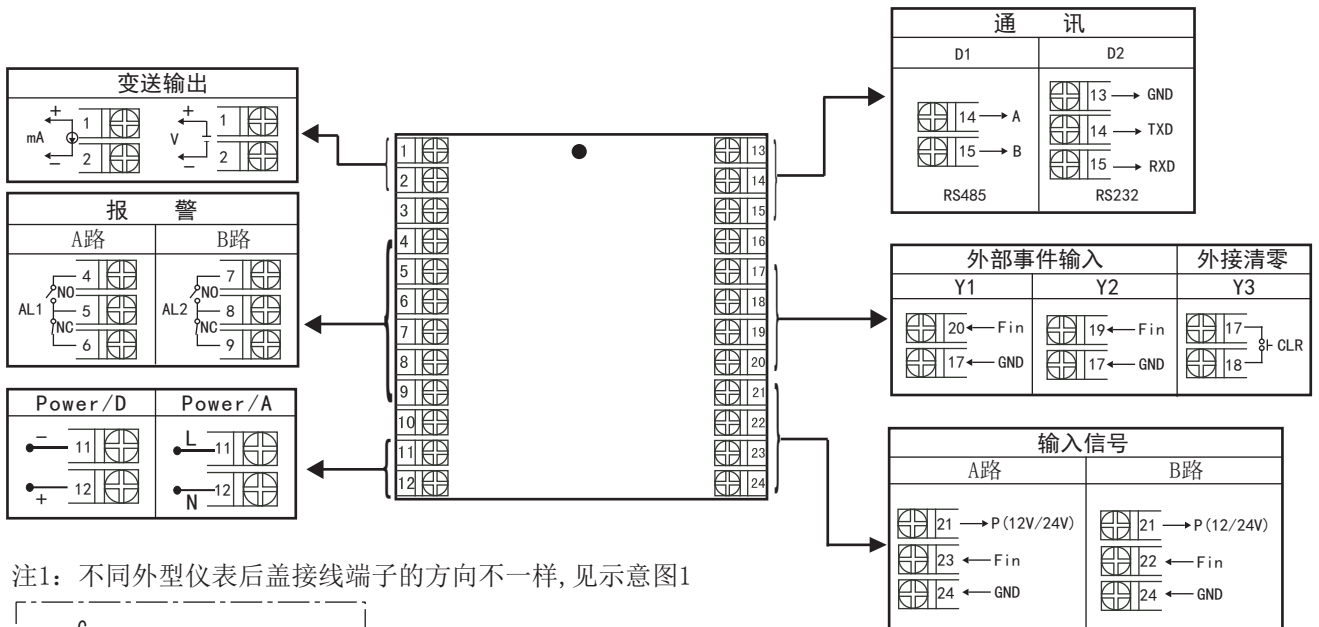 变送输出
+ 1 + 1
mA V
- 2 - 2
报 警
A路 B路
4 7
NO NO
AL1 5 AL2 8
NC NC
6 9
Power/D Power/A
- 11 L 11
+ 12 N 12
1 13
2 14
3 15
4 16
5 17
6 18
7 19
8 20
9 21
10 22
11 23
12 24
通 讯
D1 D2
13 → GND
14 → A 14 → TXD
15 → B 15 → RXD
RS485 RS232
外部事件输入 外接清零
Y1 Y2 Y3
20 ← Fin 19 ← Fin 17
CLR
17 ← GND 17 ← GND 18
输入信号
A路 B路
21 → P(12V/24V) 21 → P(12/24V)
23 ← Fin 22 ← Fin
24 ← GND 24 ← GND
注1: 不同外型仪表后盖接线端子的方向不一样,见示意图1